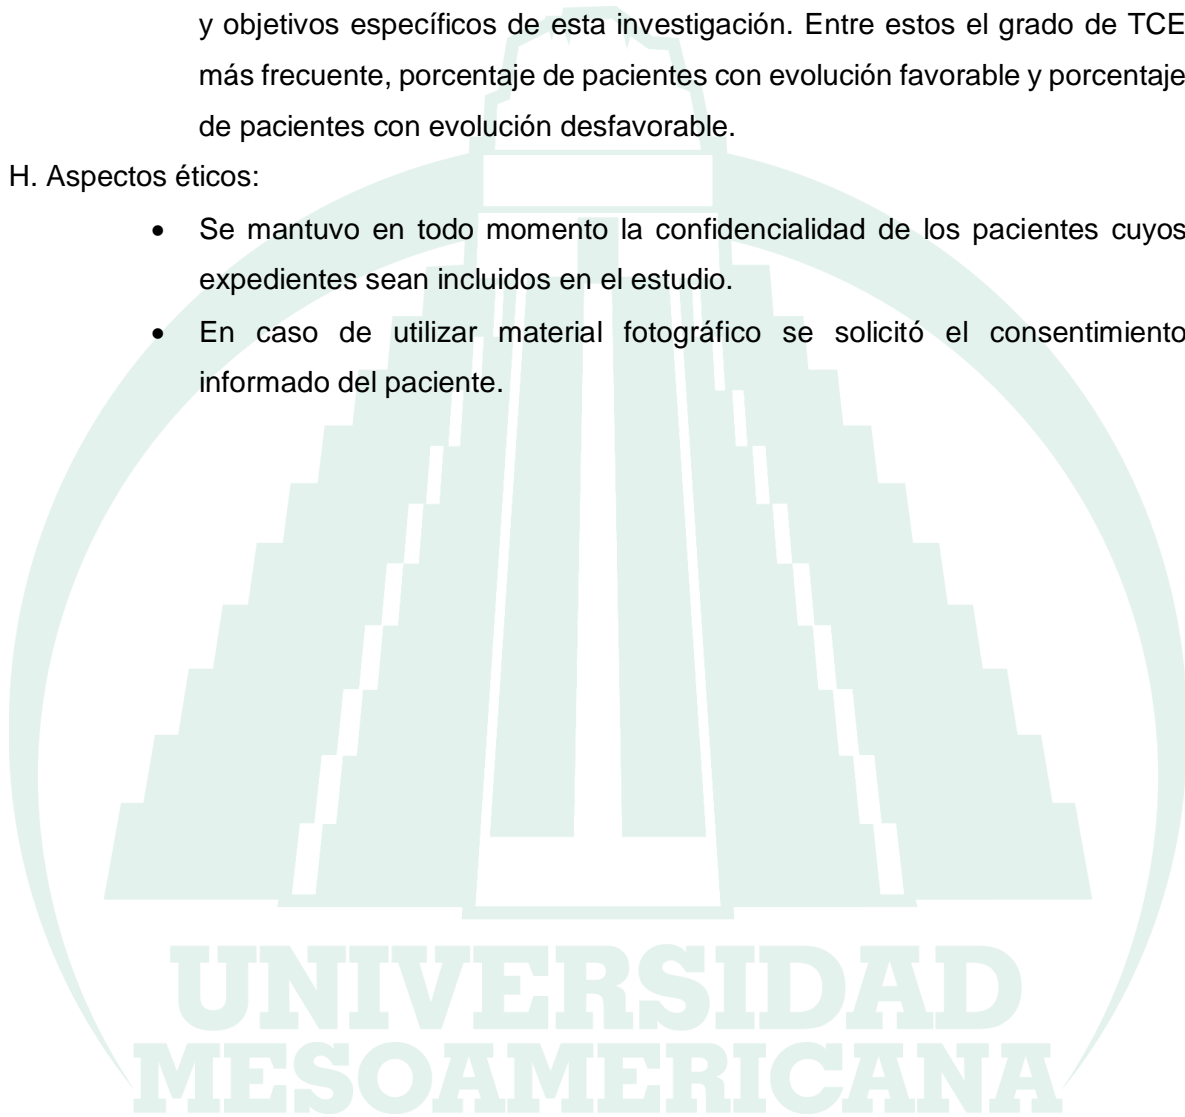 y objetivos específicos de esta investigación. Entre estos el grado de TCE
más frecuente, porcentaje de pacientes con evolución favorable y porcentaje
de pacientes con evolución desfavorable.
H. Aspectos éticos:
• Se mantuvo en todo momento la confidencialidad de los pacientes cuyos
expedientes sean incluidos en el estudio.
• En caso de utilizar material fotográfico se solicitó el consentimiento
informado del paciente.
UNIVERSIDAD
MESOAMERICANA